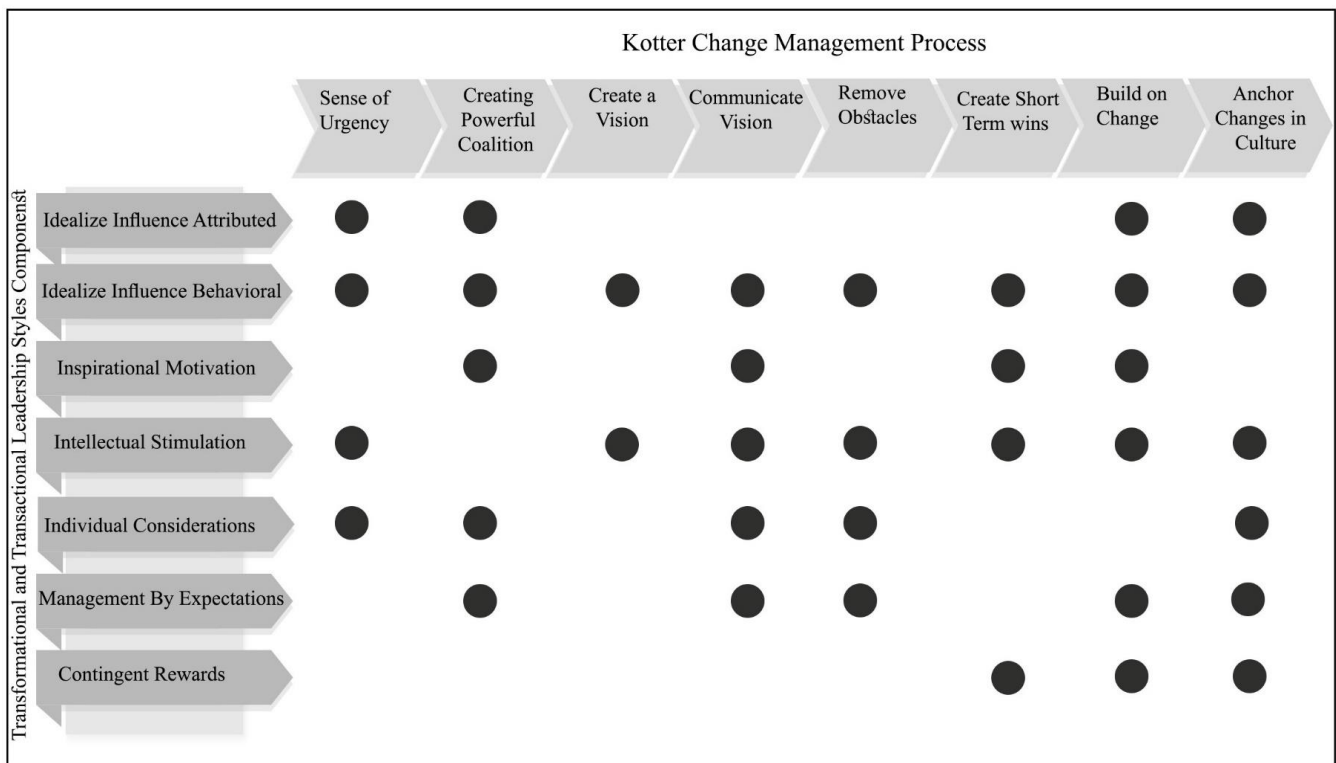 Kotter Change Management Process
Sense of
Urgency
Creating
Powerful
Coalition
Create a
Vision
Communicate
Vision
Remove
Obstacles
Create Short
Term wins
Build on
Change
Anchor
Changes in
Culture
Transformational and Transactional Leadership Styles Componenst
Idealize Influence Attributed
Idealize Influence Behavioral
Inspirational Motivation
Intellectual Stimulation
Individual Considerations
Management By Expectations
Contingent Rewards